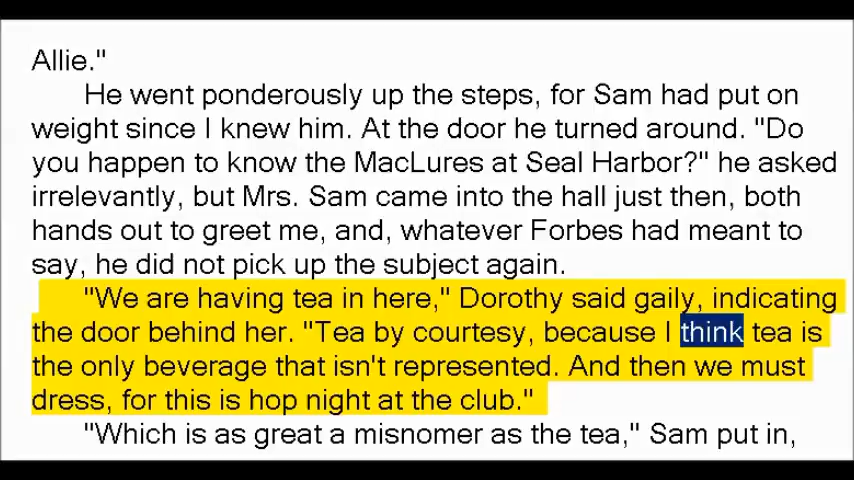 Allie."
He went ponderously up the steps, for Sam had put on
weight since I knew him. At the door he turned around. "Do
you happen to know the MacLures at Seal Harbor?" he asked
irrelevantly, but Mrs. Sam came into the hall just then, both
hands out to greet me, and, whatever Forbes had meant to
say, he did not pick up the subject again.
"We are having tea in here," Dorothy said gaily, indicating
the door behind her. "Tea by courtesy, because I think tea is
the only beverage that isn't represented. And then we must
dress, for this is hop night at the club."
"Which is as great a misnomer as the tea," Sam put in,